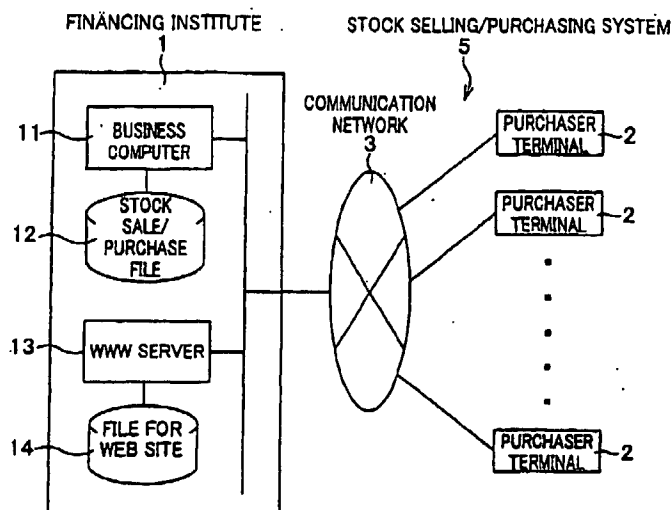 FINANCING INSTITUTE
1
STOCK SELLING/PURCHASING SYSTEM
5
11
BUSINESS
COMPUTER
12
STOCK
SALE/
PURCHASE
FILE
13
WWW SERVER
14
FILE FOR
WEB SITE
COMMUNICATION
NETWORK
3
PURCHASER
TERMINAL
2
PURCHASER
TERMINAL
2
PURCHASER
TERMINAL
2